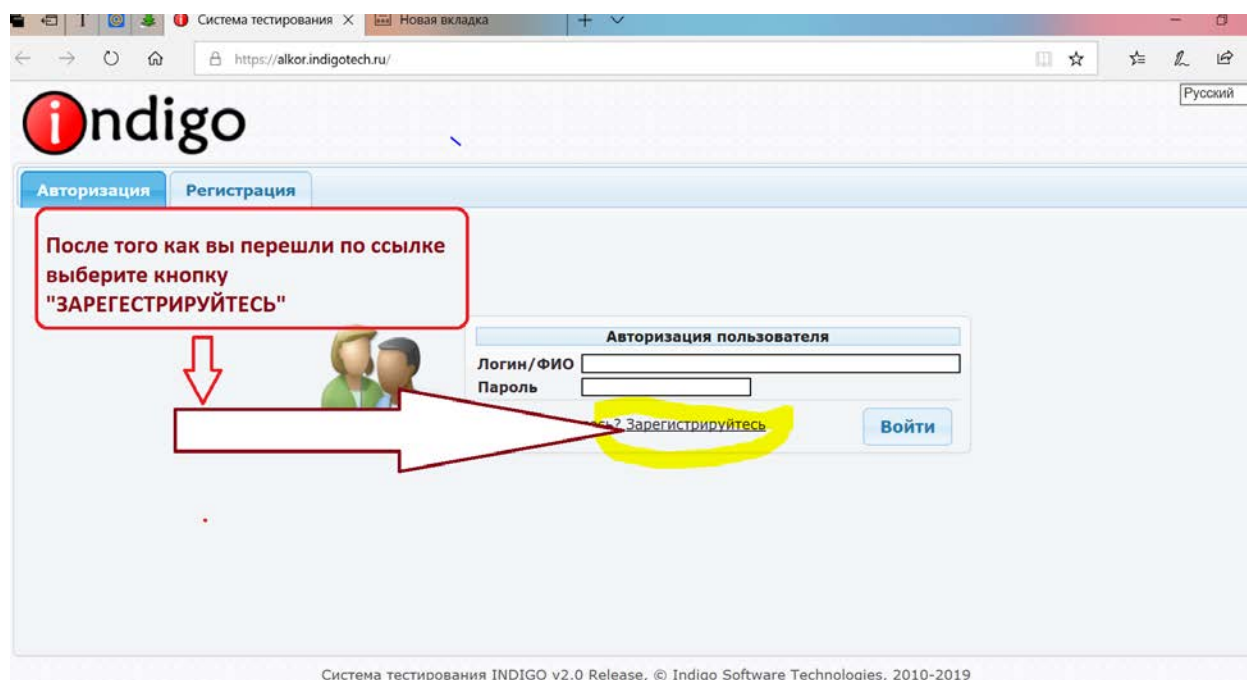 Система тестирования
Новая вкладка
https://alkor.indigotech.ru/
Русский
indigo
Авторизация Регистрация
После того как вы перешли по ссылке
выберите кнопку
"ЗАРЕГЕСТРИРУЙТЕСЬ"
Авторизация пользователя
Логин/ФИО
Пароль
Зарегистрируйтесь
Войти
Система тестирования INDIGO v2.0 Release, © Indigo Software Technologies, 2010-2019